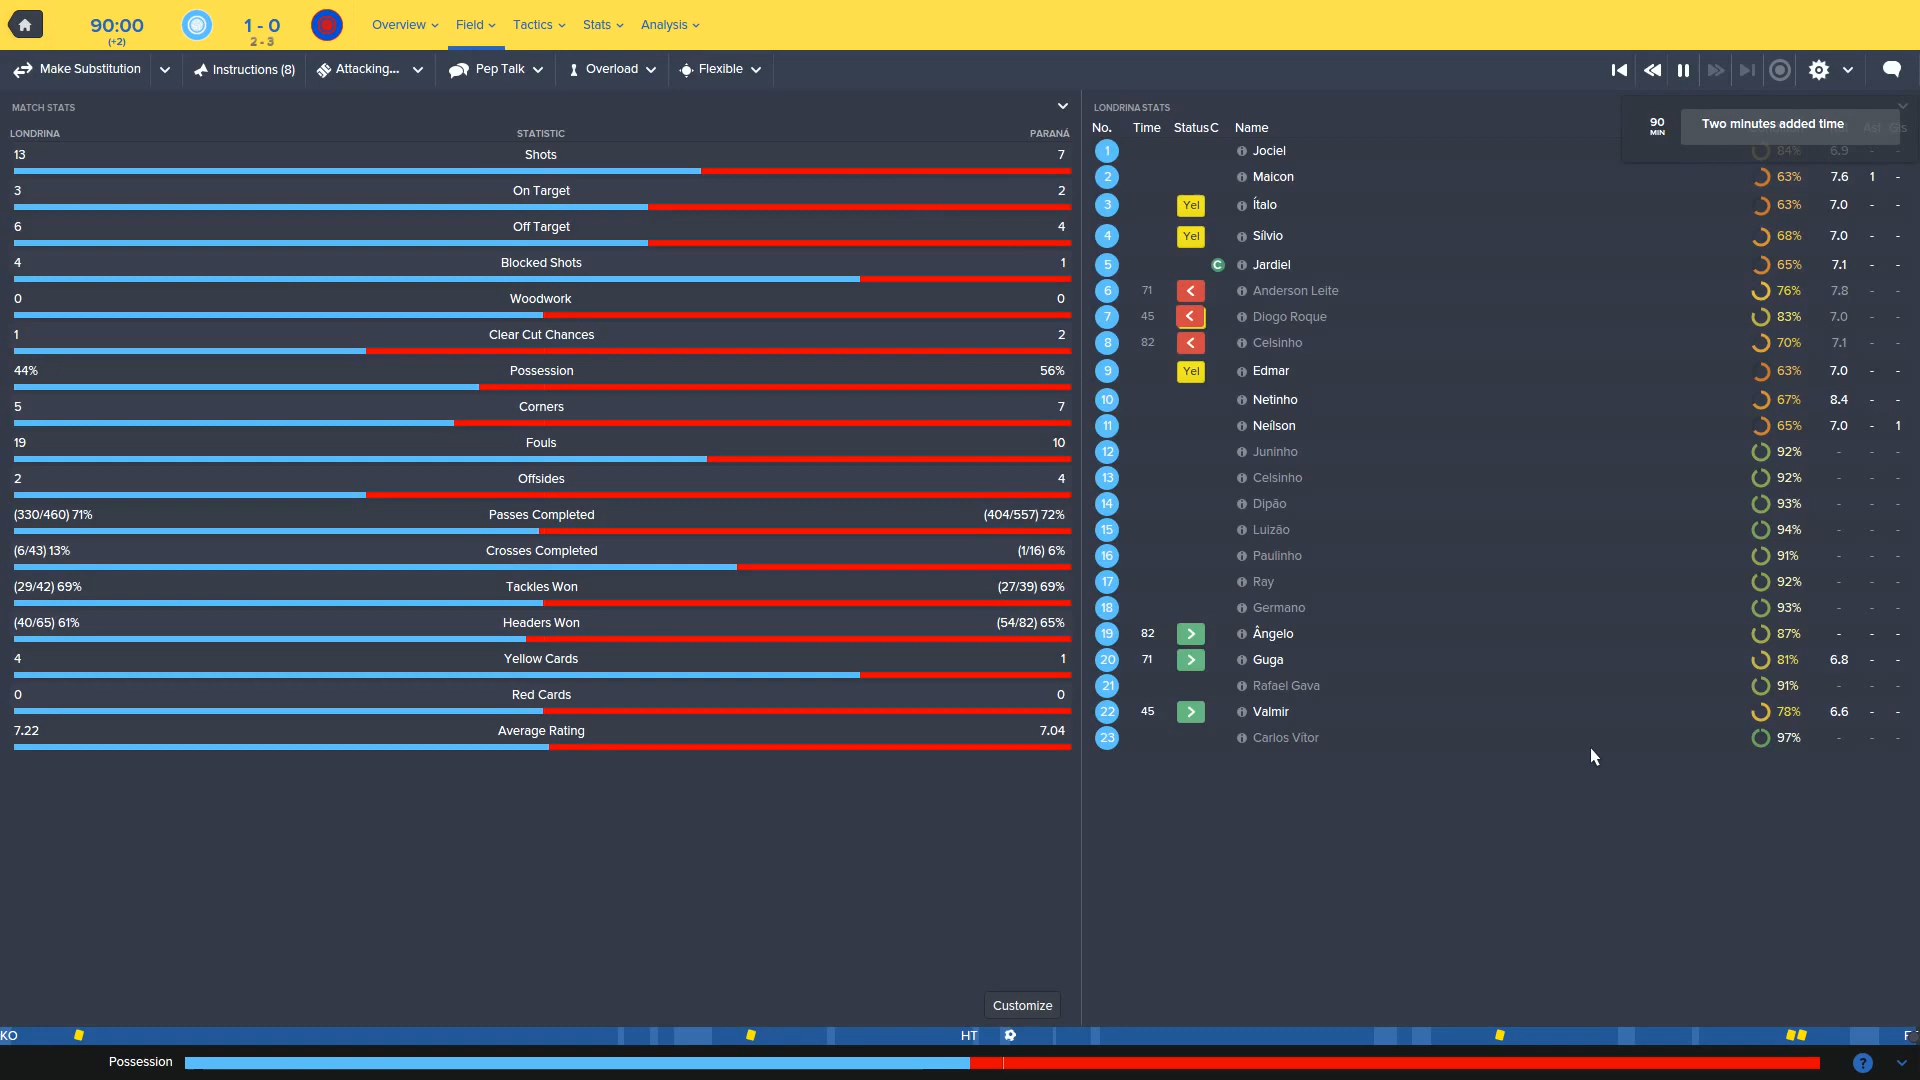 90:00
(+2)
1 - 0
2 - 3
Overview
Field
Tactics
Stats
Analysis
Make Substitution
Instructions (8)
Attacking...
Pep Talk
Overload
Flexible
MATCH STATS
LONDRINA STATISTIC PARANÁ
13 Shots 7
3 On Target 2
6 Off Target 4
4 Blocked Shots 1
0 Woodwork 0
1 Clear Cut Chances 2
44% Possession 56%
5 Corners 7
19 Fouls 10
2 Offsides 4
(330/460) 71% Passes Completed (404/557) 72%
(6/43) 13% Crosses Completed (1/16) 6%
(29/42) 69% Tackles Won (27/39) 69%
(40/65) 61% Headers Won (54/82) 65%
4 Yellow Cards 1
0 Red Cards 0
7.22 Average Rating 7.04
Customize
LONDRINA STATS
90 MIN Two minutes added time
No. Time Status C Name
1 Jociel 84% 6.9 - -
2 Maicon 63% 7.6 1 -
3 Yel Ítalo 63% 7.0 - -
4 Yel Sílvio 68% 7.0 - -
5 C Jardiel 65% 7.1 - -
6 71 < Anderson Leite 76% 7.8 - -
7 45 < Diogo Roque 83% 7.0 - -
8 82 < Celsinho 70% 7.1 - -
9 Yel Edmar 63% 7.0 - -
10 Netinho 67% 8.4 - -
11 Neílson 65% 7.0 - 1
12 Juninho 92% - - -
13 Celsinho 92% - - -
14 Dipão 93% - - -
15 Luizão 94% - - -
16 Paulinho 91% - - -
17 Ray 92% - - -
18 Germano 93% - - -
19 82 > Ângelo 87% - - -
20 71 > Guga 81% 6.8 - -
21 Rafael Gava 91% - - -
22 45 > Valmir 78% 6.6 - -
23 Carlos Vítor 97% - - -
KO HT
Possession ?